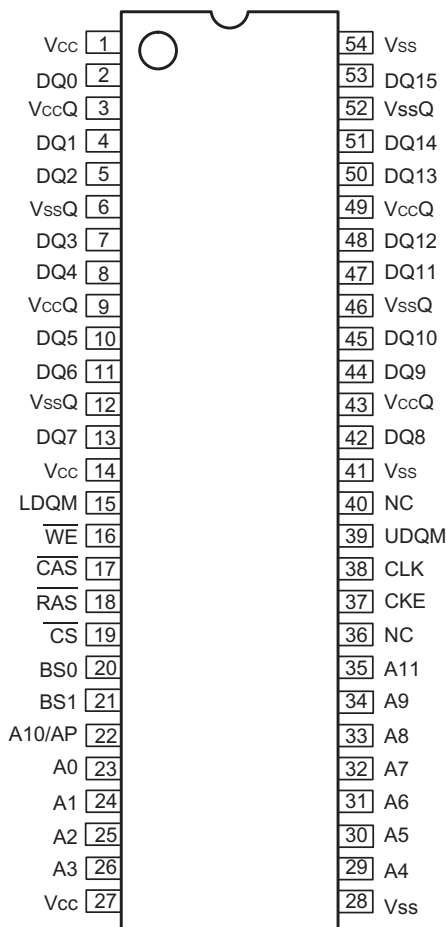 Vcc 1 54 Vss
DQ0 2 53 DQ15
VccQ 3 52 VssQ
DQ1 4 51 DQ14
DQ2 5 50 DQ13
VssQ 6 49 VccQ
DQ3 7 48 DQ12
DQ4 8 47 DQ11
VccQ 9 46 VssQ
DQ5 10 45 DQ10
DQ6 11 44 DQ9
VssQ 12 43 VccQ
DQ7 13 42 DQ8
Vcc 14 41 Vss
LDQM 15 40 NC
W̅E̅ 16 39 UDQM
C̅A̅S̅ 17 38 CLK
R̅A̅S̅ 18 37 CKE
C̅S̅ 19 36 NC
BS0 20 35 A11
BS1 21 34 A9
A10/AP 22 33 A8
A0 23 32 A7
A1 24 31 A6
A2 25 30 A5
A3 26 29 A4
Vcc 27 28 Vss